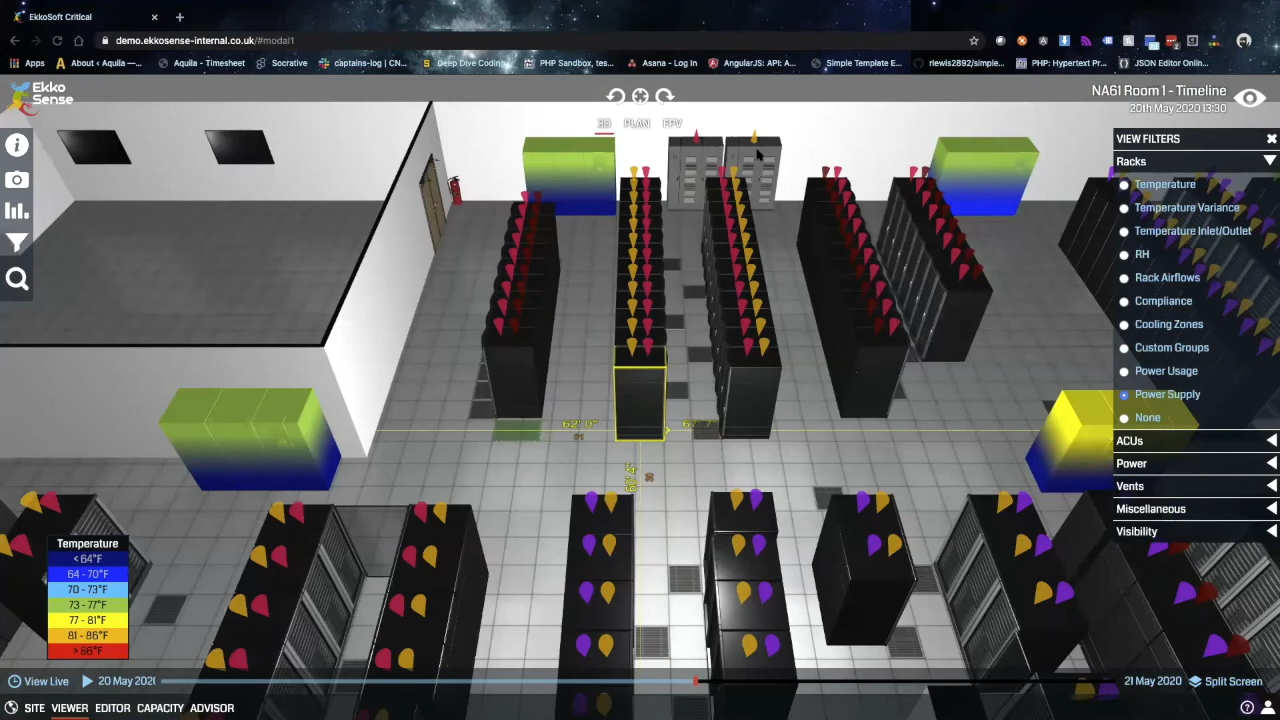 EkkoSoft Critical
demo.ekkosense-internal.co.uk/#modal1
Apps
About ‹ Aquila —...
Aquila - Timesheet
Socrative
captains-log | CN...
Deep Dive Coding...
PHP Sandbox, tes...
Asana - Log In
AngularJS: API: A...
Simple Template E...
rlewis2892/simple...
PHP: Hypertext Pr...
JSON Editor Onlin...
Ekko Sense
NA61 Room 1 - Timeline
20th May 2020 13:30
3D PLAN FPV
VIEW FILTERS
Racks
Temperature
Temperature Variance
Temperature Inlet/Outlet
RH
Rack Airflows
Compliance
Cooling Zones
Custom Groups
Power Usage
Power Supply
None
ACUs
Power
Vents
Miscellaneous
Visibility
62' 0"
Temperature
< 64°F
64 - 70°F
70 - 73°F
73 - 77°F
77 - 81°F
81 - 86°F
> 86°F
View Live
20 May 202
21 May 2020
Split Screen
SITE VIEWER EDITOR CAPACITY ADVISOR